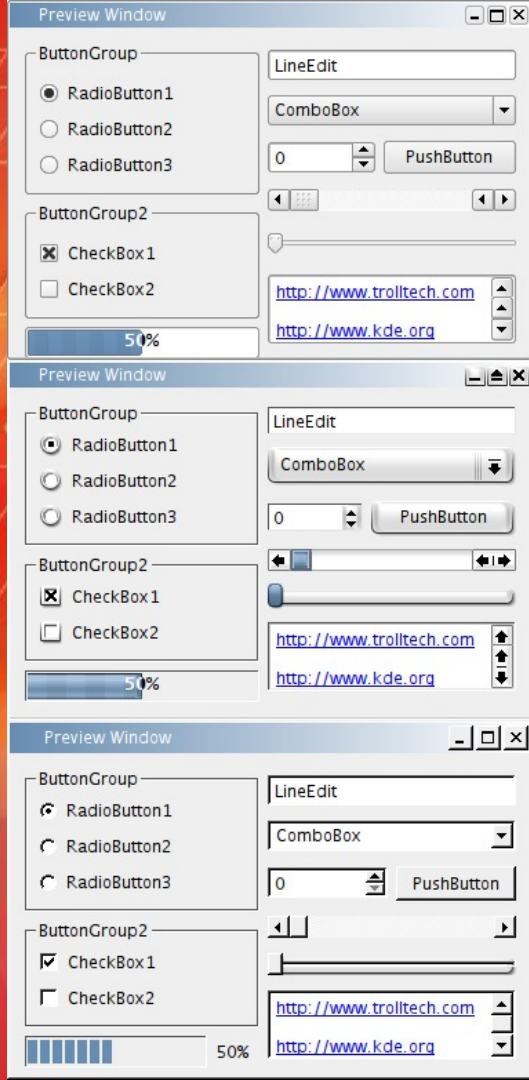 Preview Window
ButtonGroup
RadioButton1
RadioButton2
RadioButton3
ButtonGroup2
CheckBox1
CheckBox2
50%
LineEdit
ComboBox
0 PushButton
http://www.trolltech.com
http://www.kde.org
Preview Window
ButtonGroup
RadioButton1
RadioButton2
RadioButton3
ButtonGroup2
CheckBox1
CheckBox2
50%
LineEdit
ComboBox
0 PushButton
http://www.trolltech.com
http://www.kde.org
Preview Window
ButtonGroup
RadioButton1
RadioButton2
RadioButton3
ButtonGroup2
CheckBox1
CheckBox2
50%
LineEdit
ComboBox
0 PushButton
http://www.trolltech.com
http://www.kde.org